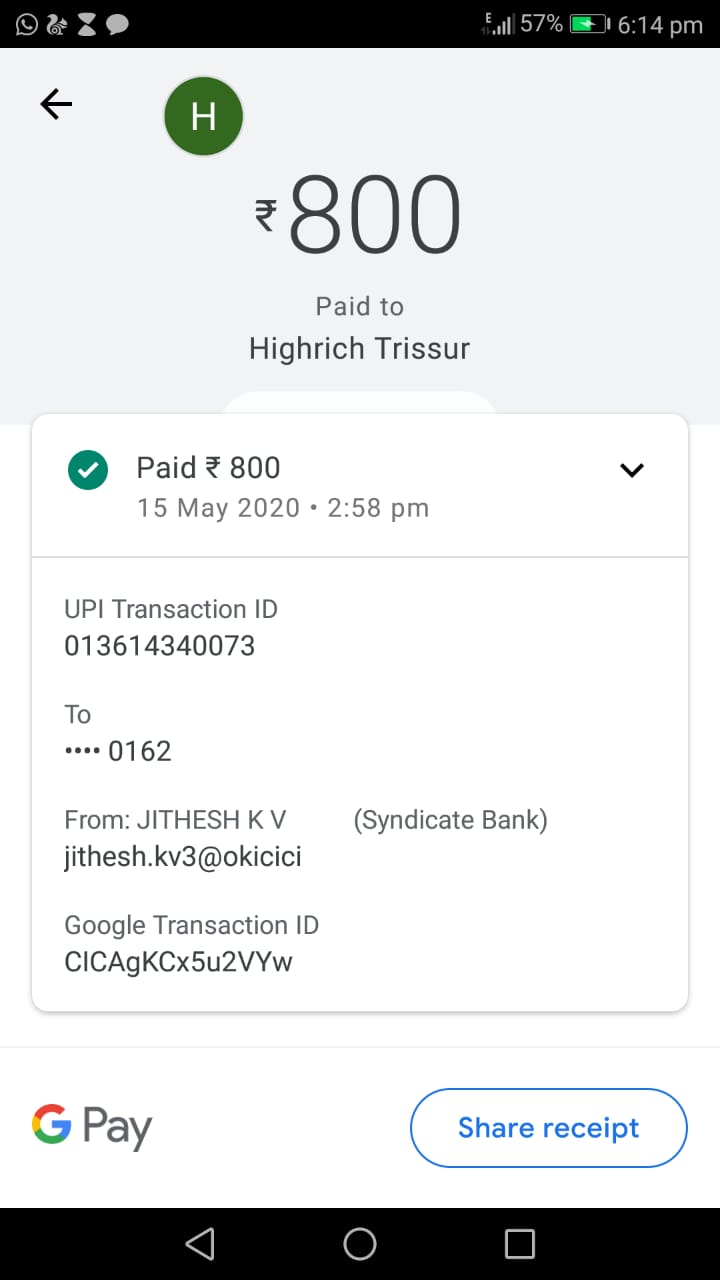 E 57% 6:14 pm
H
₹800
Paid to
Highrich Trissur
Paid ₹ 800
15 May 2020 • 2:58 pm
UPI Transaction ID
013614340073
To
•••• 0162
From: JITHESH K V (Syndicate Bank)
jithesh.kv3@okicici
Google Transaction ID
CICAgKCx5u2VYw
G Pay
Share receipt